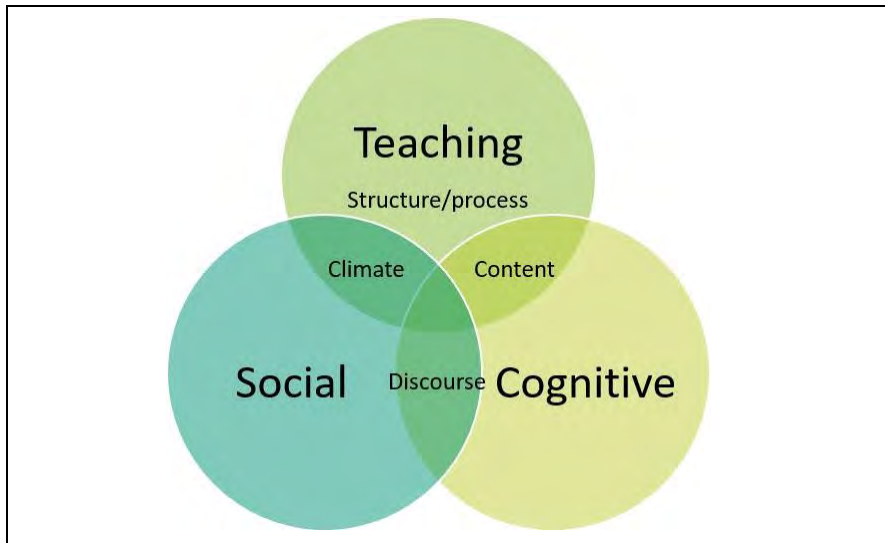 Teaching
Structure/process
Climate
Content
Social
Discourse
Cognitive